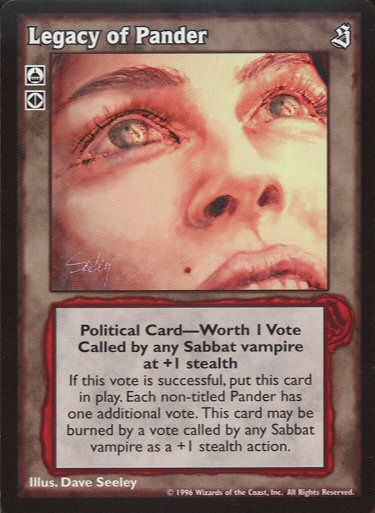 Legacy of Pander
Seeley
Political Card—Worth 1 Vote
Called by any Sabbat vampire
at +1 stealth
If this vote is successful, put this card
in play. Each non-titled Pander has
one additional vote. This card may be
burned by a vote called by any Sabbat
vampire as a +1 stealth action.
Illus. Dave Seeley
© 1996 Wizards of the Coast, Inc. All Rights Reserved.